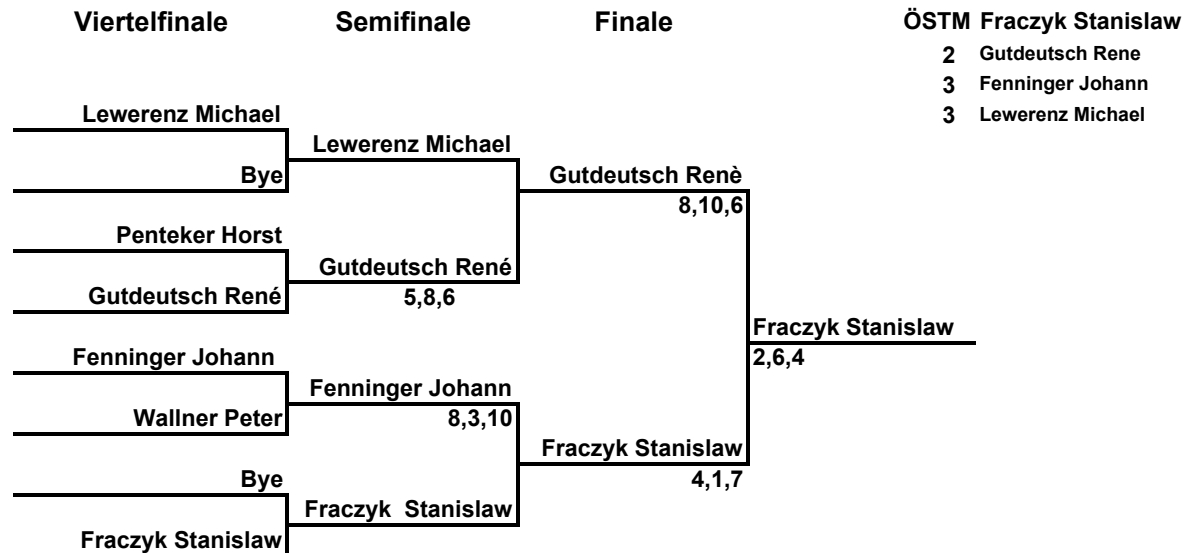 Viertelfinale Semifinale Finale
ÖSTM Fraczyk Stanislaw
2 Gutdeutsch Rene
3 Fenninger Johann
3 Lewerenz Michael
Lewerenz Michael
Lewerenz Michael
Bye
Gutdeutsch Renè
8,10,6
Penteker Horst
Gutdeutsch René
Gutdeutsch René
5,8,6
Fraczyk Stanislaw
2,6,4
Fenninger Johann
Fenninger Johann
Wallner Peter
8,3,10
Fraczyk Stanislaw
4,1,7
Bye
Fraczyk Stanislaw
Fraczyk Stanislaw